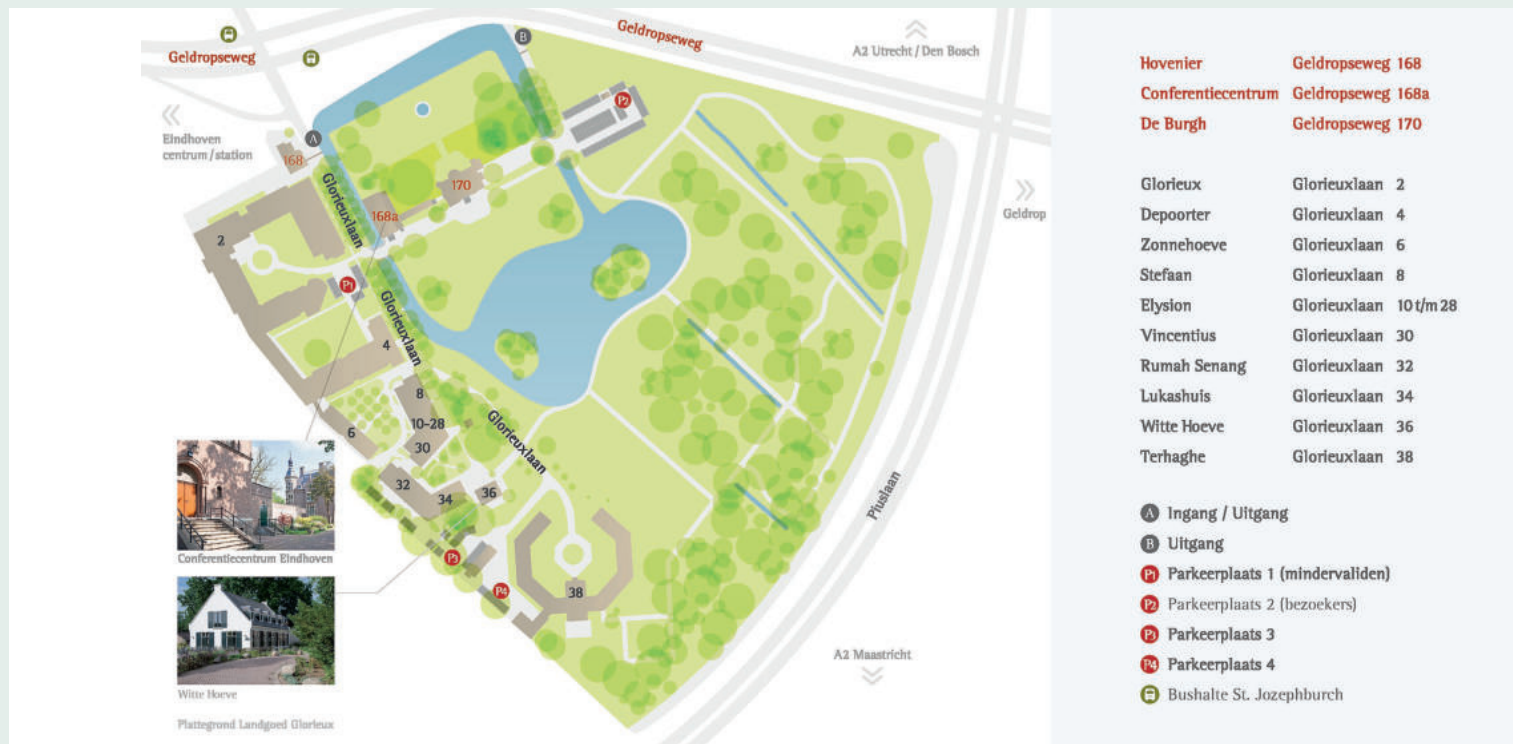 Geldropseweg
Geldropseweg
A2 Utrecht / Den Bosch
B
P2
Eindhoven
centrum / station
A
168
Glorieuxlaan
170
168a
2
Geldrop
P1
Glorieuxlaan
4
8
10-28
30
6
Glorieuxlaan
32
34
36
Piuslaan
P3
P4
38
Conferentiecentrum Eindhoven
Witte Hoeve
A2 Maastricht
Plattegrond Landgoed Glorieux
Hovenier Geldropseweg 168
Conferentiecentrum Geldropseweg 168a
De Burgh Geldropseweg 170
Glorieux Glorieuxlaan 2
Depoorter Glorieuxlaan 4
Zonnehoeve Glorieuxlaan 6
Stefaan Glorieuxlaan 8
Elysion Glorieuxlaan 10 t/m 28
Vincentius Glorieuxlaan 30
Rumah Senang Glorieuxlaan 32
Lukashuis Glorieuxlaan 34
Witte Hoeve Glorieuxlaan 36
Terhaghe Glorieuxlaan 38
A Ingang / Uitgang
B Uitgang
P1 Parkeerplaats 1 (mindervaliden)
P2 Parkeerplaats 2 (bezoekers)
P3 Parkeerplaats 3
P4 Parkeerplaats 4
Bushalte St. Jozephburch